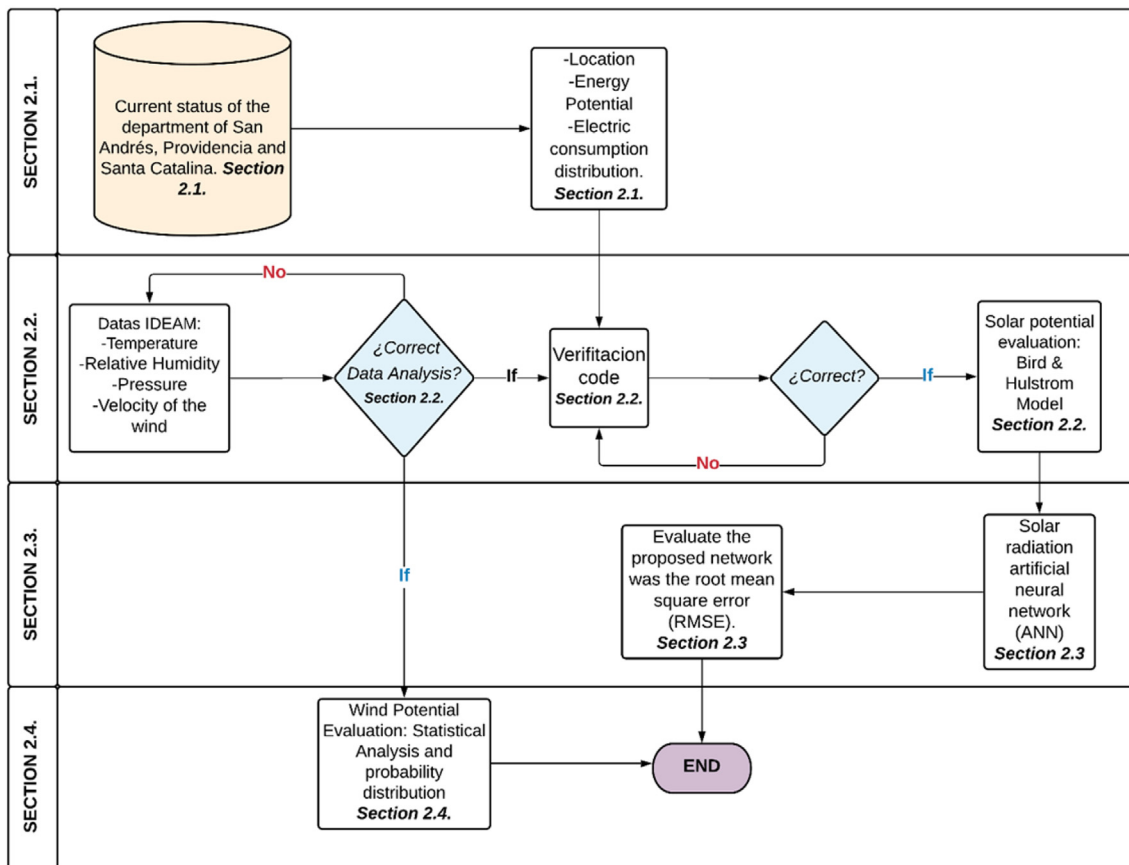 SECTION 2.1.
Current status of the
department of San
Andrés, Providencia and
Santa Catalina. Section
2.1.
-Location
-Energy
Potential
-Electric
consumption
distribution.
Section 2.1.
SECTION 2.2.
No
Datas IDEAM:
-Temperature
-Relative Humidity
-Pressure
-Velocity of the
wind
¿Correct
Data Analysis?
Section 2.2.
If
Verifitacion
code
Section 2.2.
¿Correct?
If
No
Solar potential
evaluation:
Bird &
Hulstrom
Model
Section 2.2.
SECTION 2.3.
If
Evaluate the
proposed network
was the root mean
square error
(RMSE).
Section 2.3
Solar
radiation
artificial
neural
network
(ANN)
Section 2.3
SECTION 2.4.
Wind Potential
Evaluation: Statistical
Analysis and
probability
distribution
Section 2.4.
END